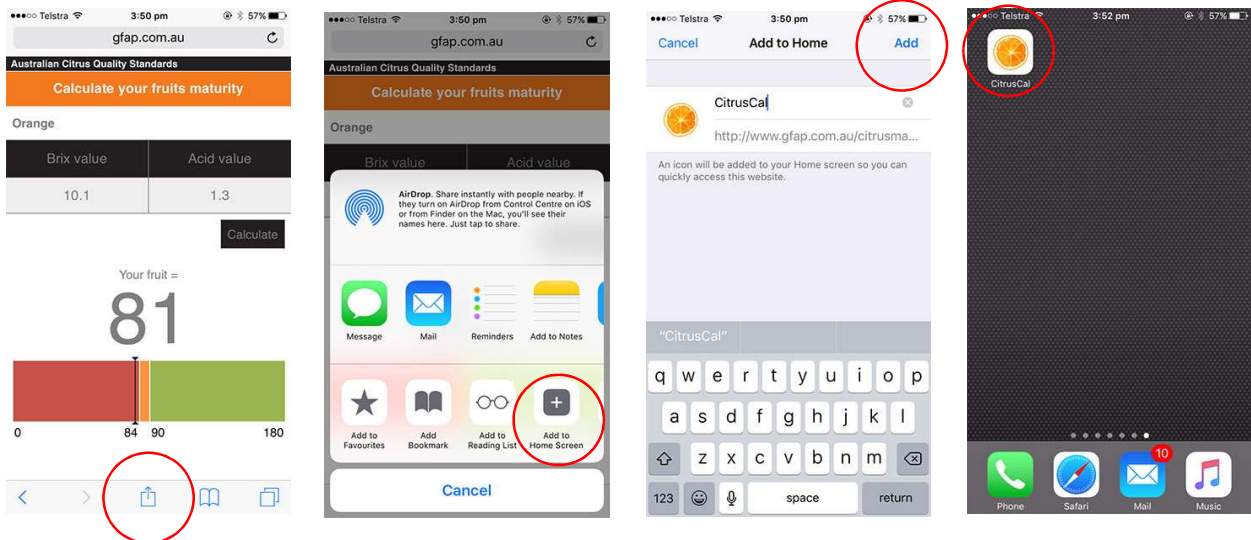 Telstra 3:50 pm 57%
gfap.com.au
Australian Citrus Quality Standards
Calculate your fruits maturity
Orange
Brix value Acid value
10.1 1.3
Calculate
Your fruit =
81
0 84 90 180
Telstra 3:50 pm 57%
gfap.com.au
Australian Citrus Quality Standards
Calculate your fruits maturity
Orange
Brix value Acid value
AirDrop. Share instantly with people nearby. If
they turn on AirDrop from Control Centre on iOS
or from Finder on the Mac, you'll see their
names here. Just tap to share.
Message Mail Reminders Add to Notes
Add to Add Add to Add to
Favourites Bookmark Reading List Home Screen
Cancel
Telstra 3:50 pm 57%
Cancel Add to Home Add
CitrusCal
http://www.gfap.com.au/citrusma...
An icon will be added to your Home screen so you can
quickly access this website.
"CitrusCal"
q w e r t y u i o p
a s d f g h j k l
z x c v b n m
123 space return
Telstra 3:52 pm 57%
CitrusCal
10
Phone Safari Mail Music